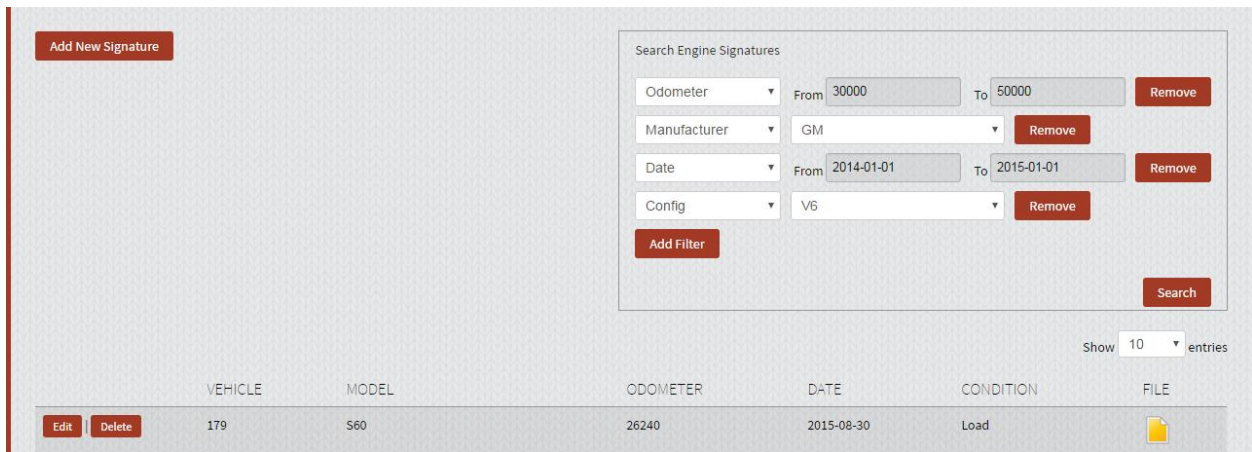 Add New Signature
Search Engine Signatures
Odometer From 30000 To 50000 Remove
Manufacturer GM Remove
Date From 2014-01-01 To 2015-01-01 Remove
Config V6 Remove
Add Filter
Search
Show 10 entries
VEHICLE MODEL ODOMETER DATE CONDITION FILE
Edit | Delete 179 S60 26240 2015-08-30 Load